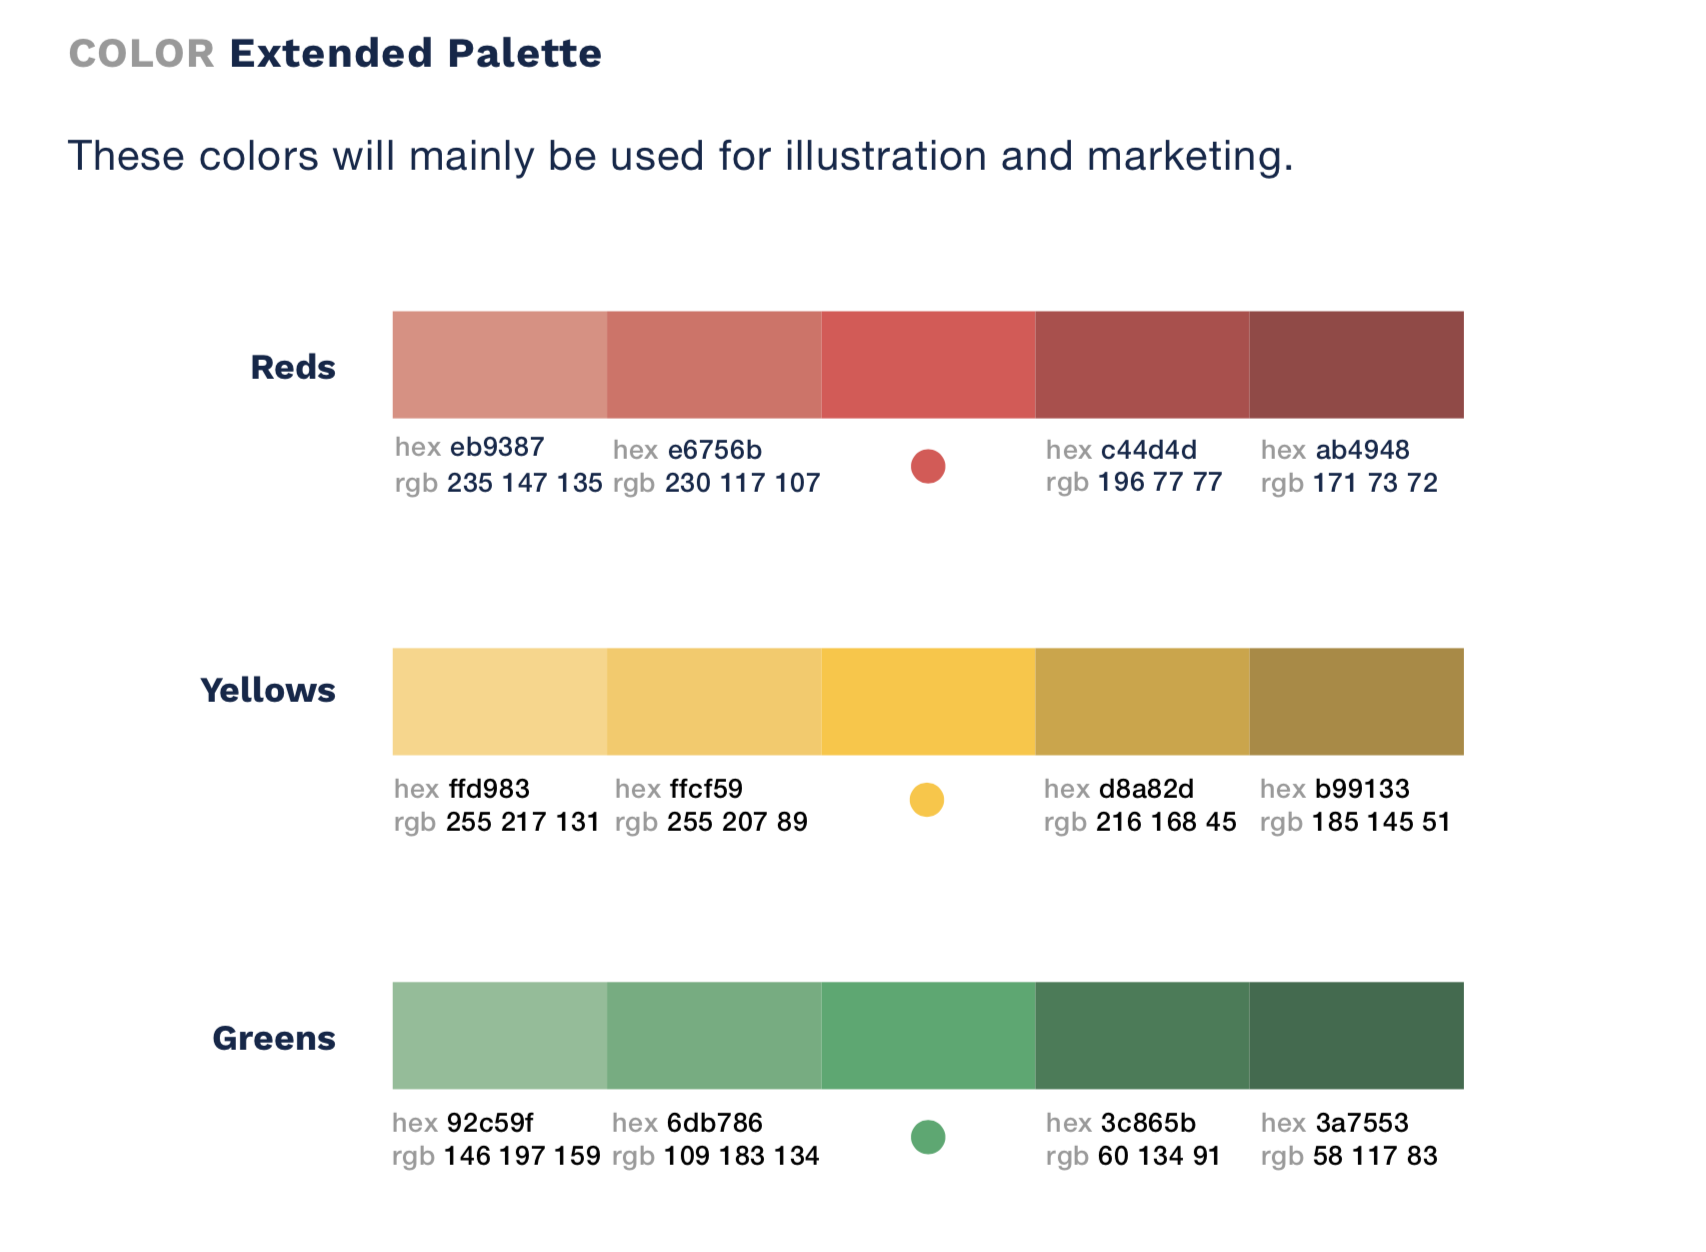 COLOR Extended Palette
These colors will mainly be used for illustration and marketing.
Reds
hex eb9387
rgb 235 147 135
hex e6756b
rgb 230 117 107
hex c44d4d
rgb 196 77 77
hex ab4948
rgb 171 73 72
Yellows
hex ffd983
rgb 255 217 131
hex ffcf59
rgb 255 207 89
hex d8a82d
rgb 216 168 45
hex b99133
rgb 185 145 51
Greens
hex 92c59f
rgb 146 197 159
hex 6db786
rgb 109 183 134
hex 3c865b
rgb 60 134 91
hex 3a7553
rgb 58 117 83